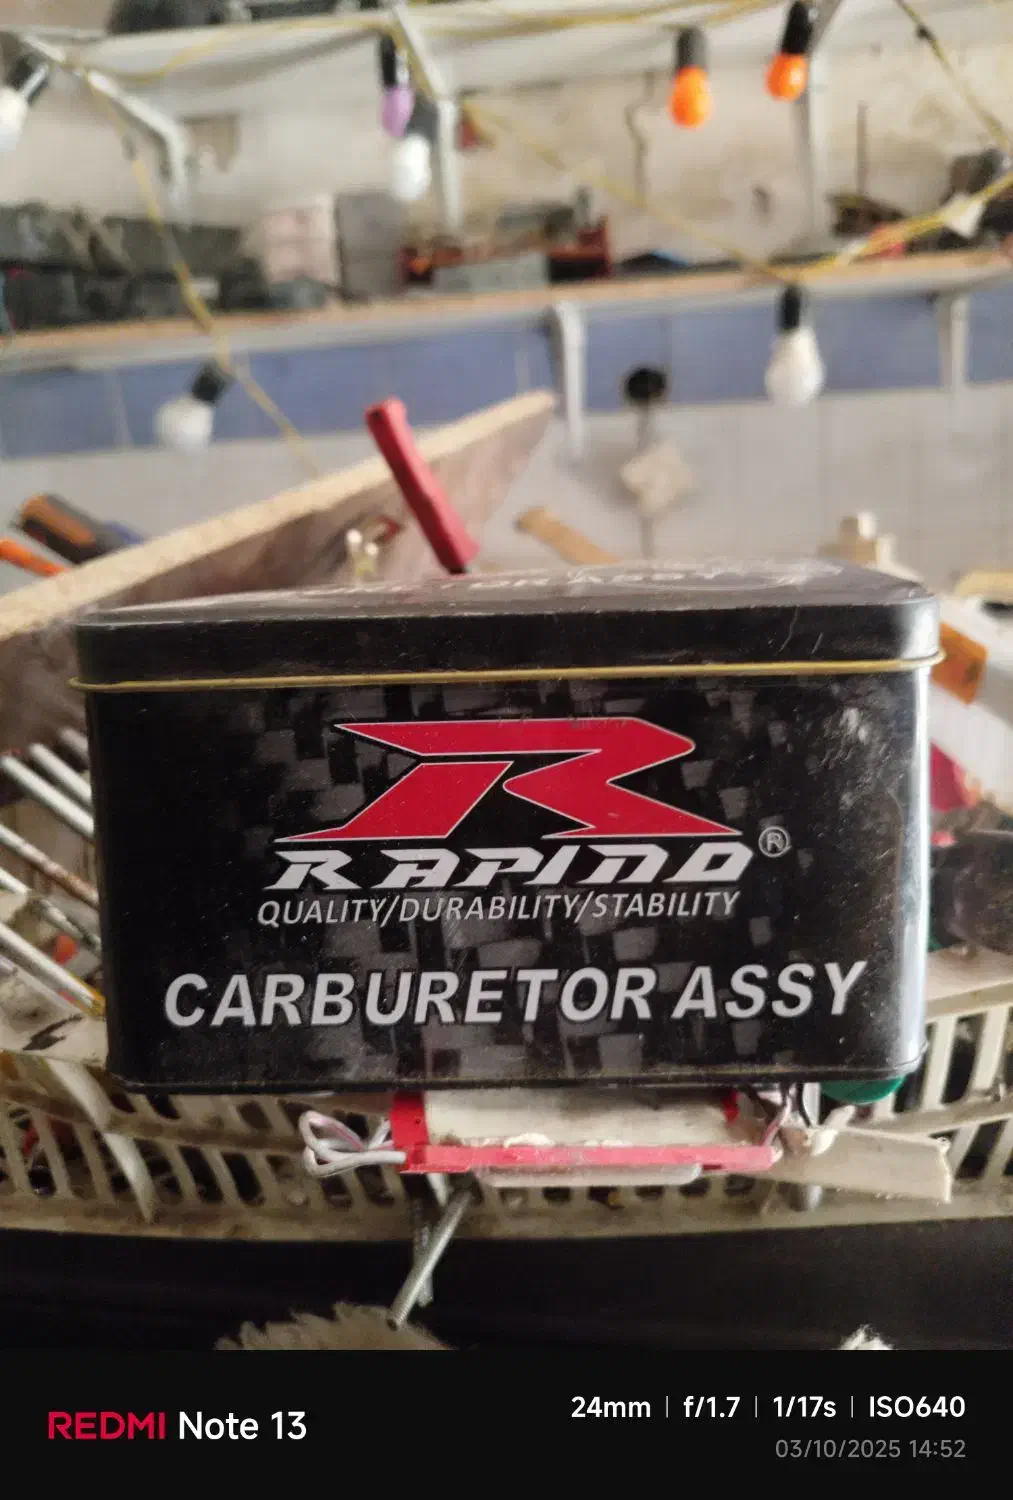 R
RAPIDO®
QUALITY/DURABILITY/STABILITY
CARBURETOR ASSY
REDMI Note 13
24mm | f/1.7 | 1/17s | ISO640
03/10/2025 14:52